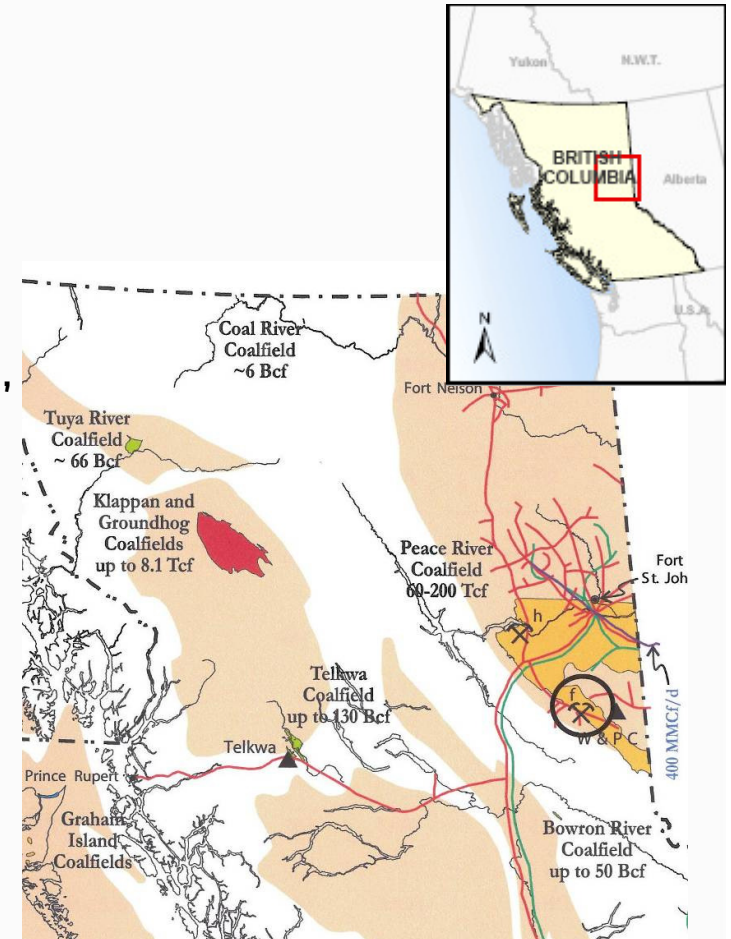 Yukon
N.W.T.
BRITISH
COLUMBIA
Alberta
N
U.S.A.
,
Coal River
Coalfield
~6 Bcf
Fort Nelson
Tuya River
Coalfield
~ 66 Bcf
Klappan and
Groundhog
Coalfields
up to 8.1 Tcf
Peace River
Coalfield
60-200 Tcf
Fort
St. Joh
h
Telkwa
Coalfield
up to 130 Bcf
f
W & P C
Telkwa
400 MMCf/d
Prince Rupert
Graham
Island
Coalfields
Bowron River
Coalfield
up to 50 Bcf